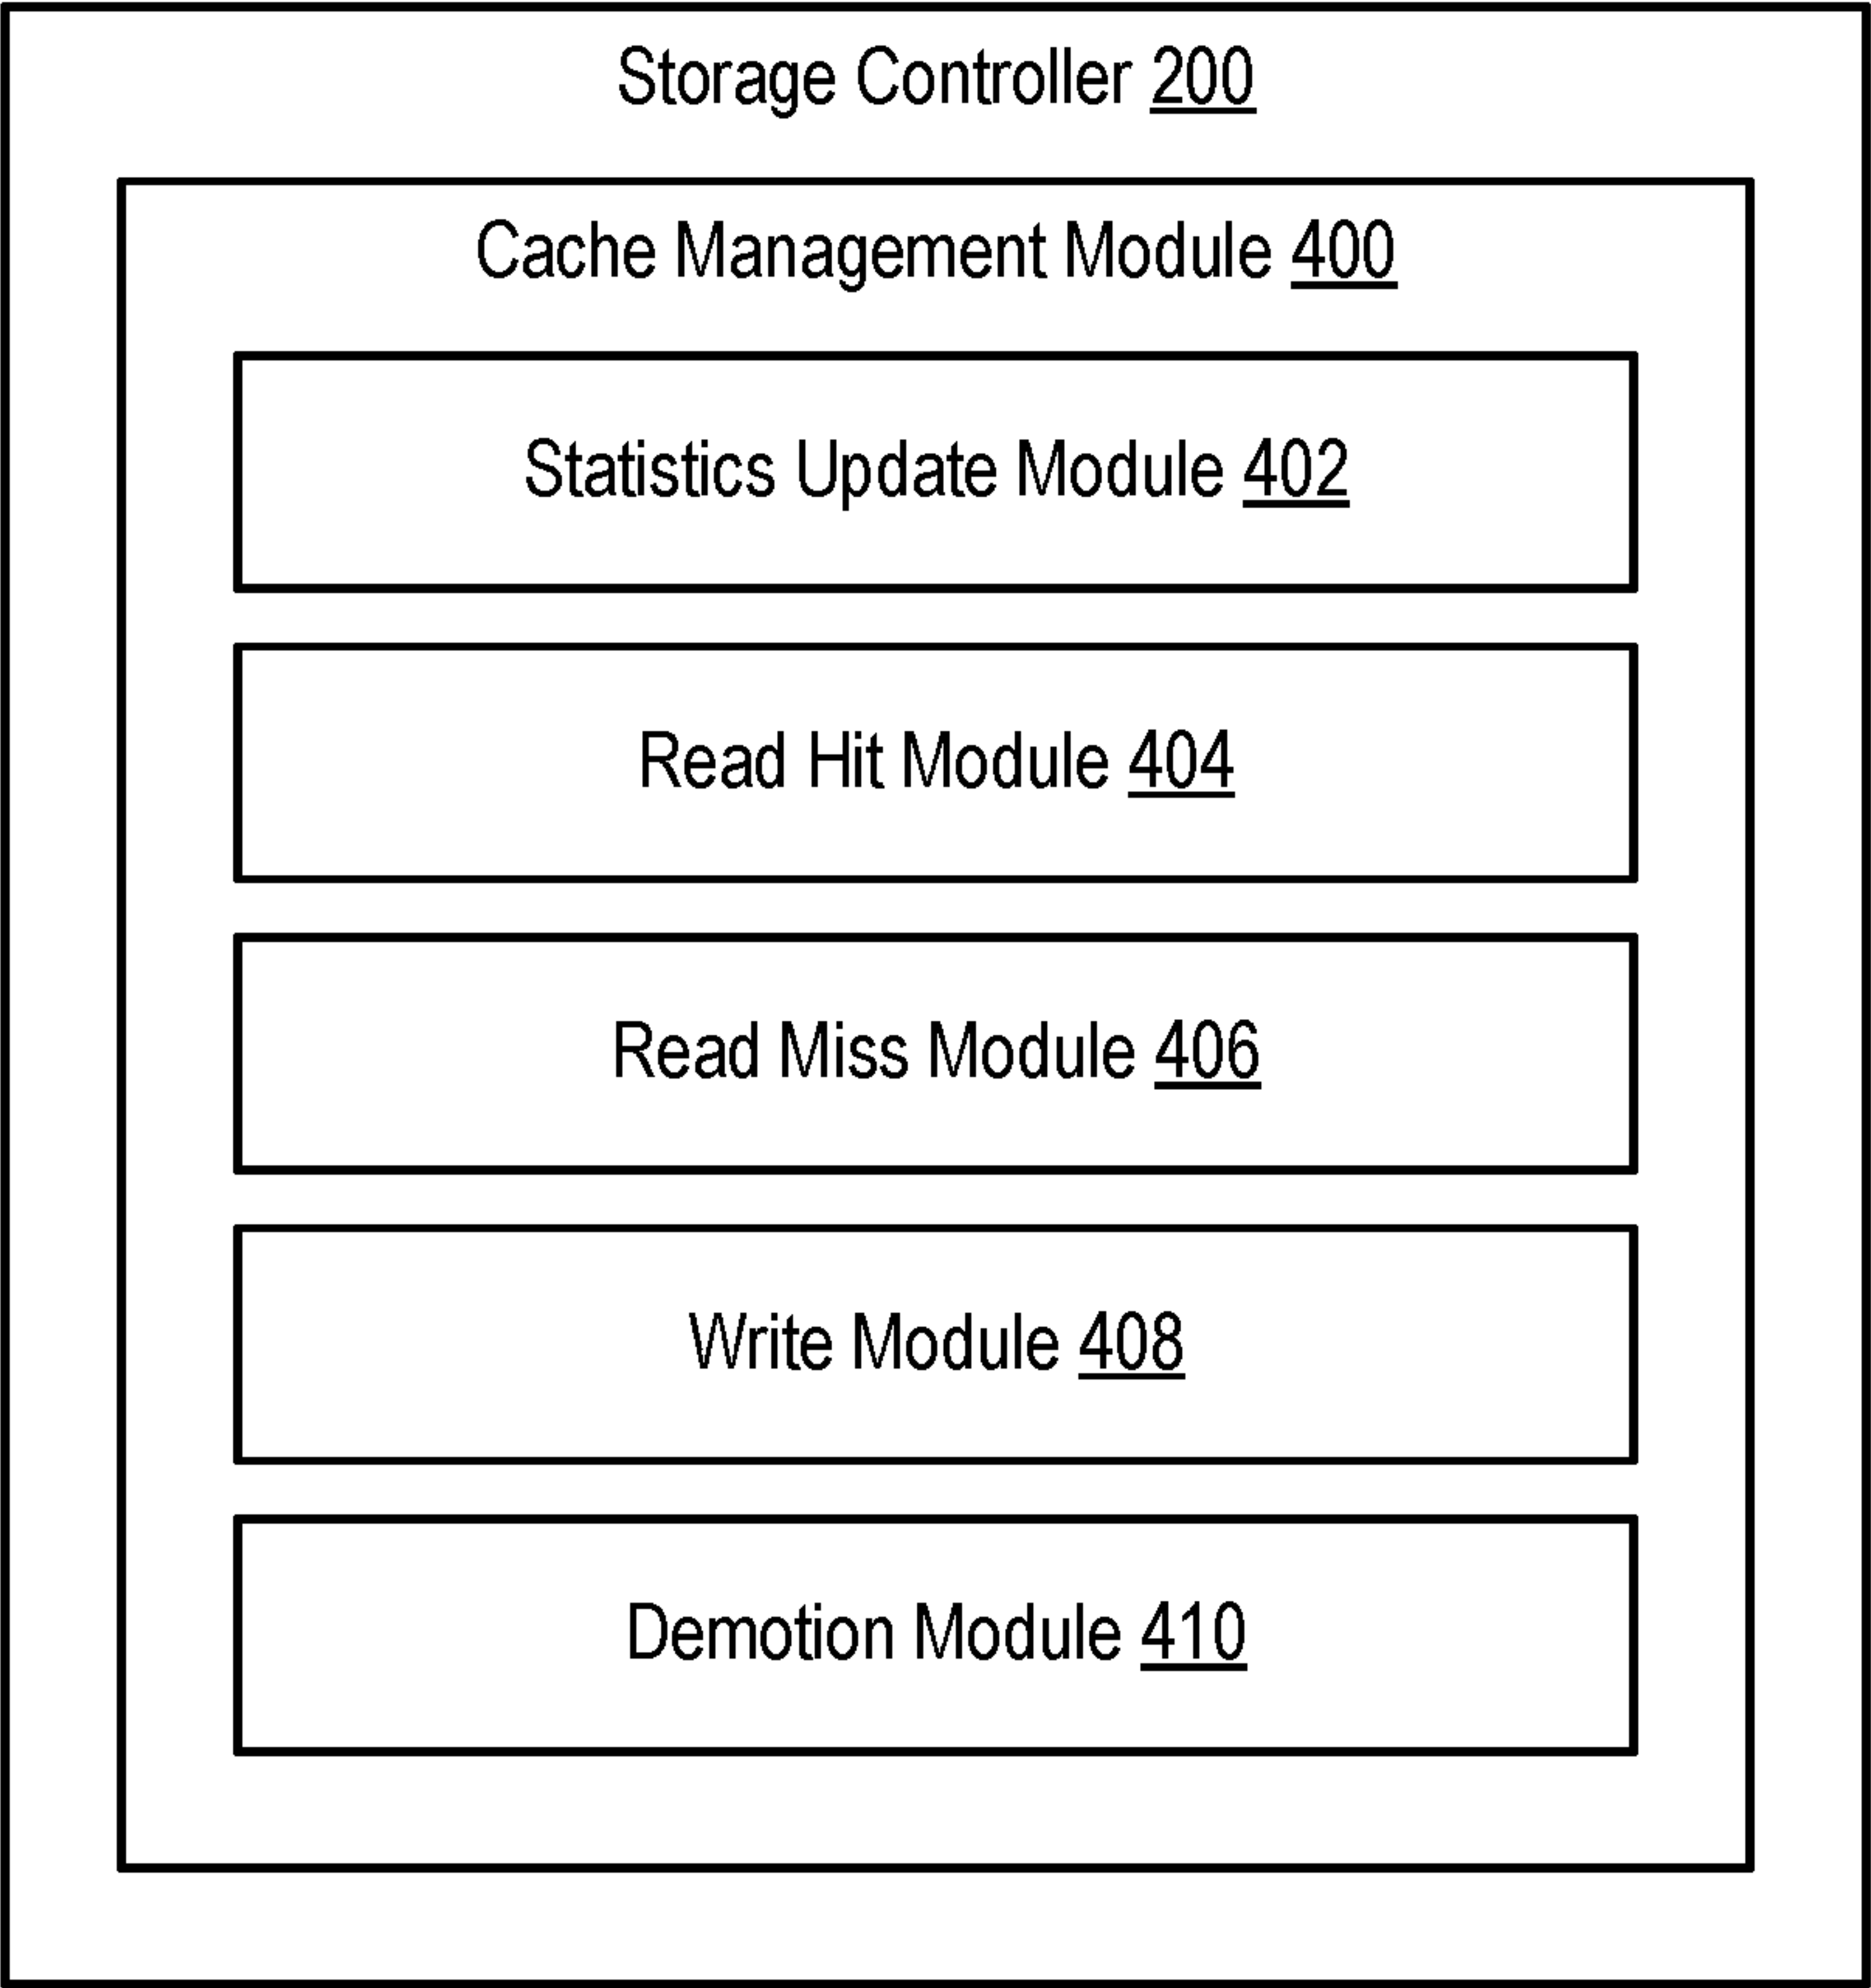 Storage Controller 200
Cache Management Module 400
Statistics Update Module 402
Read Hit Module 404
Read Miss Module 406
Write Module 408
Demotion Module 410